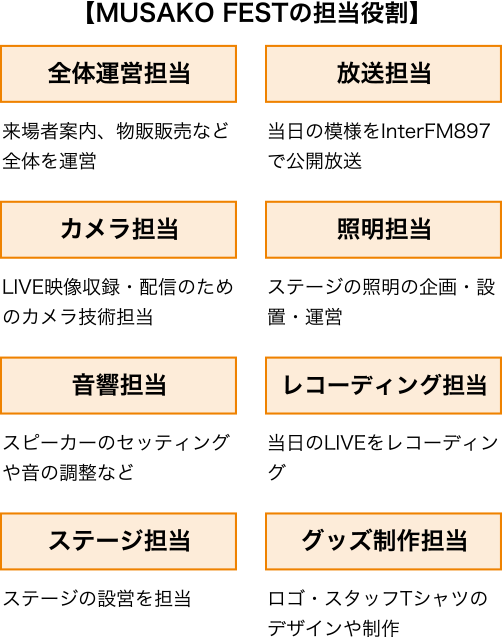 【MUSAKO FESTの担当役割】
全体運営担当
来場者案内、物販販売など
全体を運営
放送担当
当日の模様をInterFM897
で公開放送
カメラ担当
LIVE映像収録・配信のため
のカメラ技術担当
照明担当
ステージの照明の企画・設
置・運営
音響担当
スピーカーのセッティング
や音の調整など
レコーディング担当
当日のLIVEをレコーディン
グ
ステージ担当
ステージの設営を担当
グッズ制作担当
ロゴ・スタッフTシャツの
デザインや制作